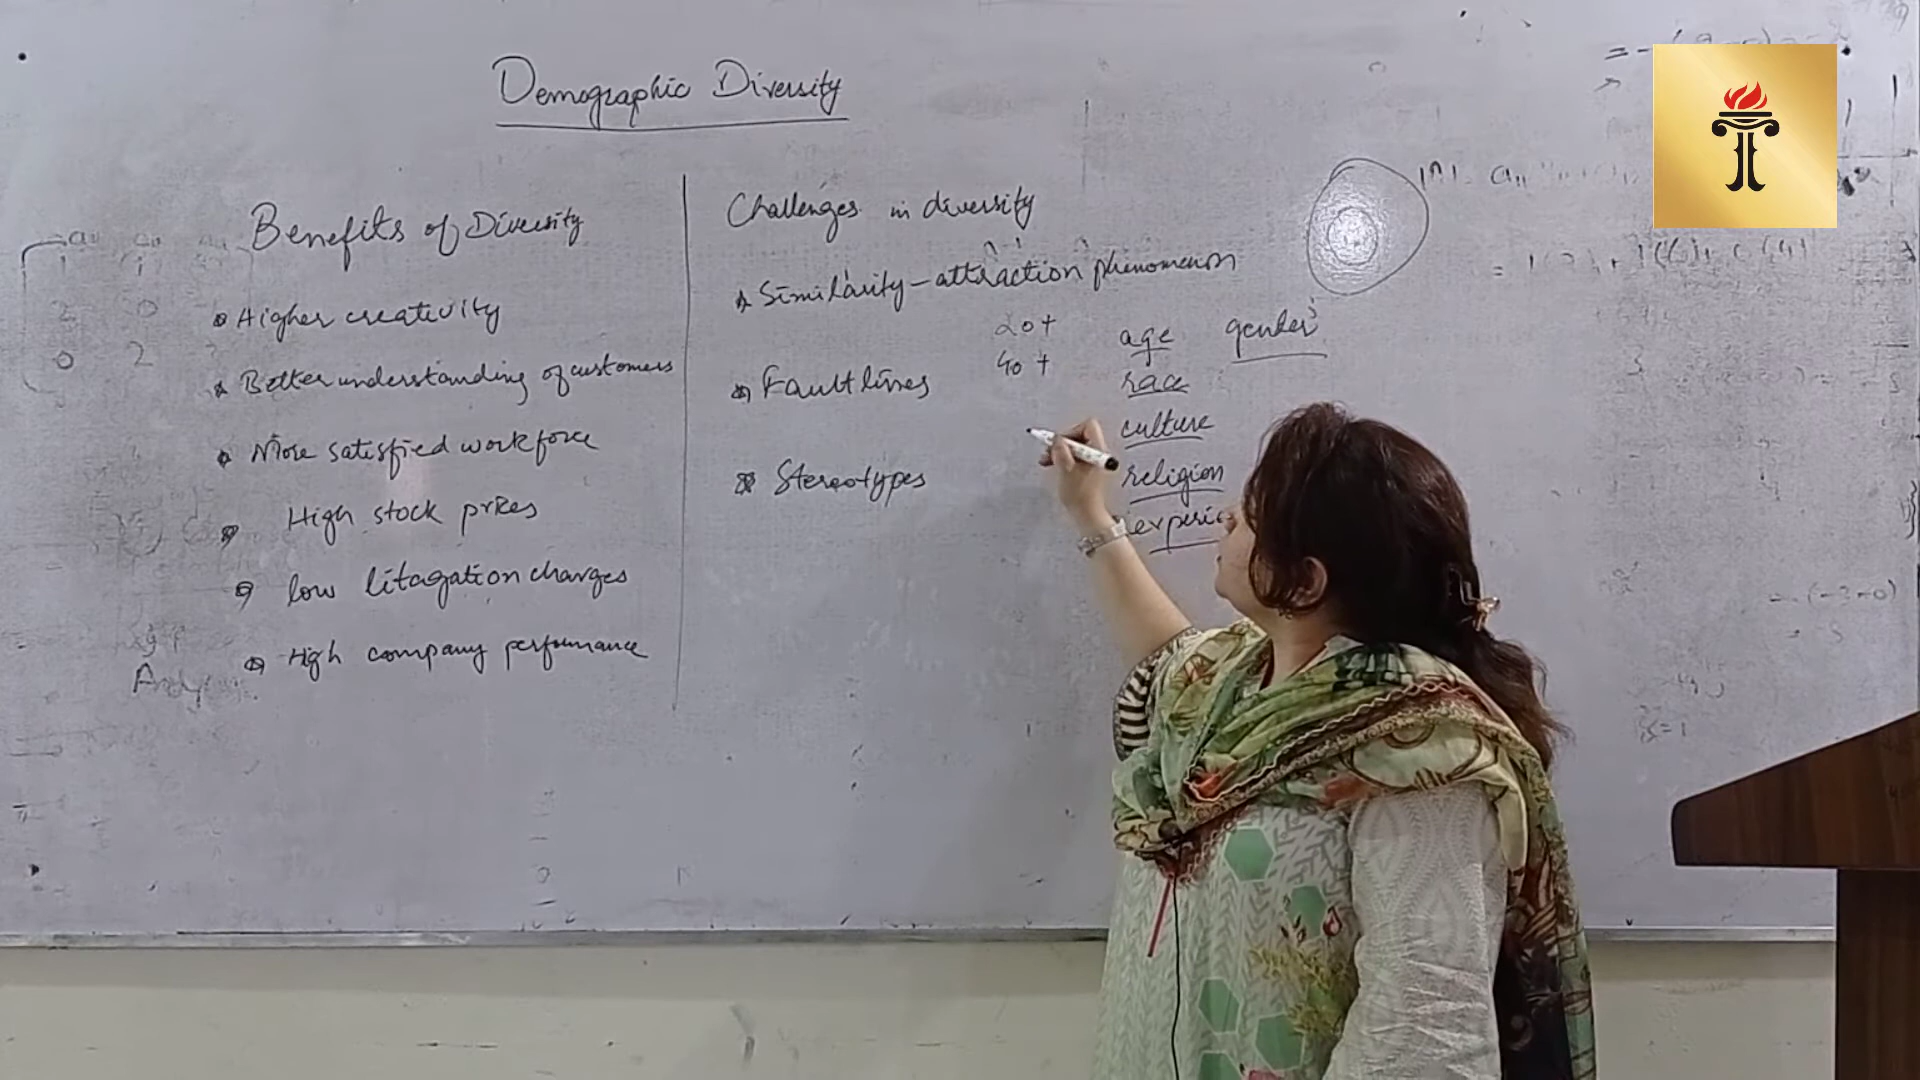 Demographic Diversity
Benefits of Diversity
Higher creativity
Better understanding of customers
More satisfied workforce
High stock prices
low litagation charges
High company performance
Challenges in diversity
Similarity-attraction phenomenon
Fault lines
Stereotypes
20+
40+
age gender
race
culture
religion